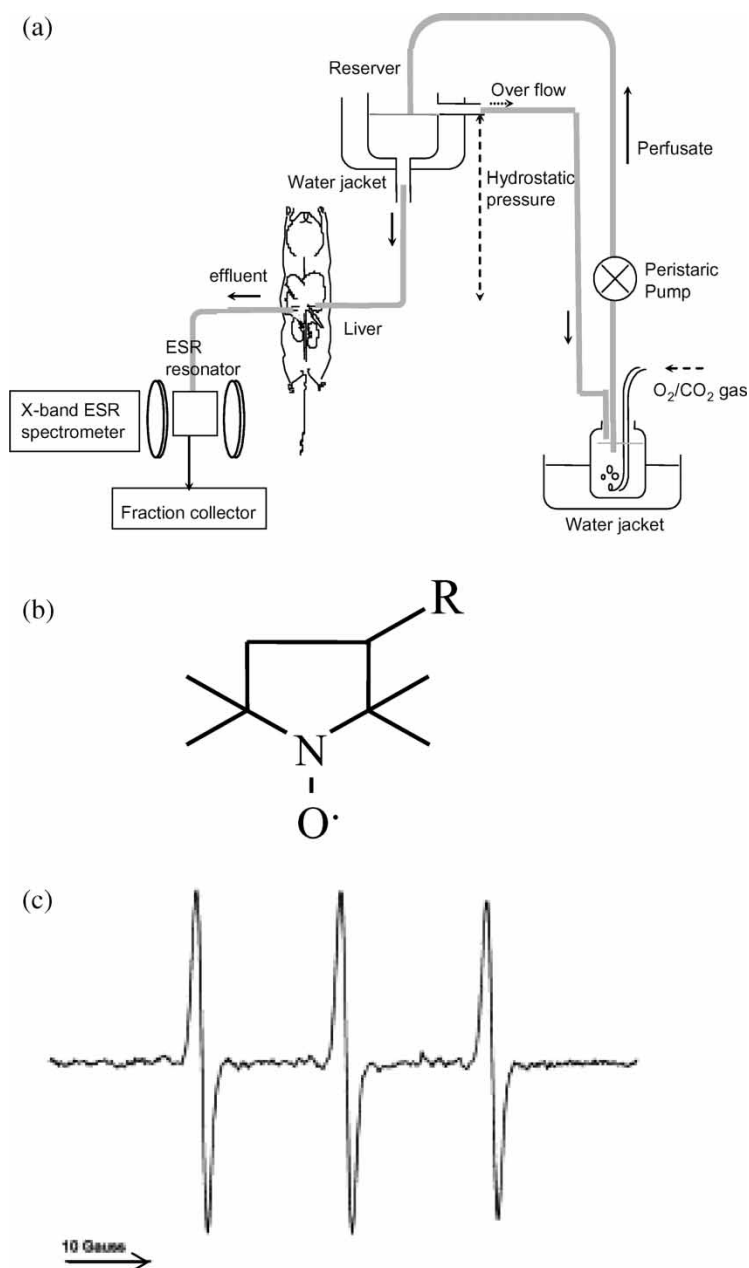 (a)
Reserver
Over flow
Perfusate
Water jacket
Hydrostatic
pressure
effluent
Peristaric
Pump
Liver
ESR
resonator
O₂/CO₂ gas
X-band ESR
spectrometer
Fraction collector
Water jacket
(b)
R
N
O·
(c)
10 Gauss